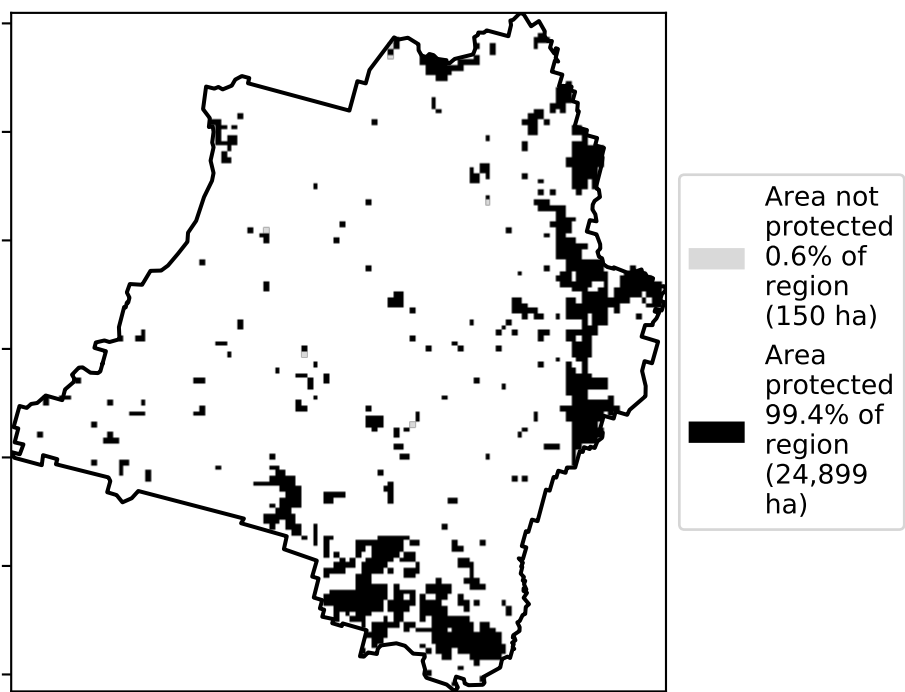 Area not
protected
0.6% of
region
(150 ha)
Area
protected
99.4% of
region
(24,899
ha)